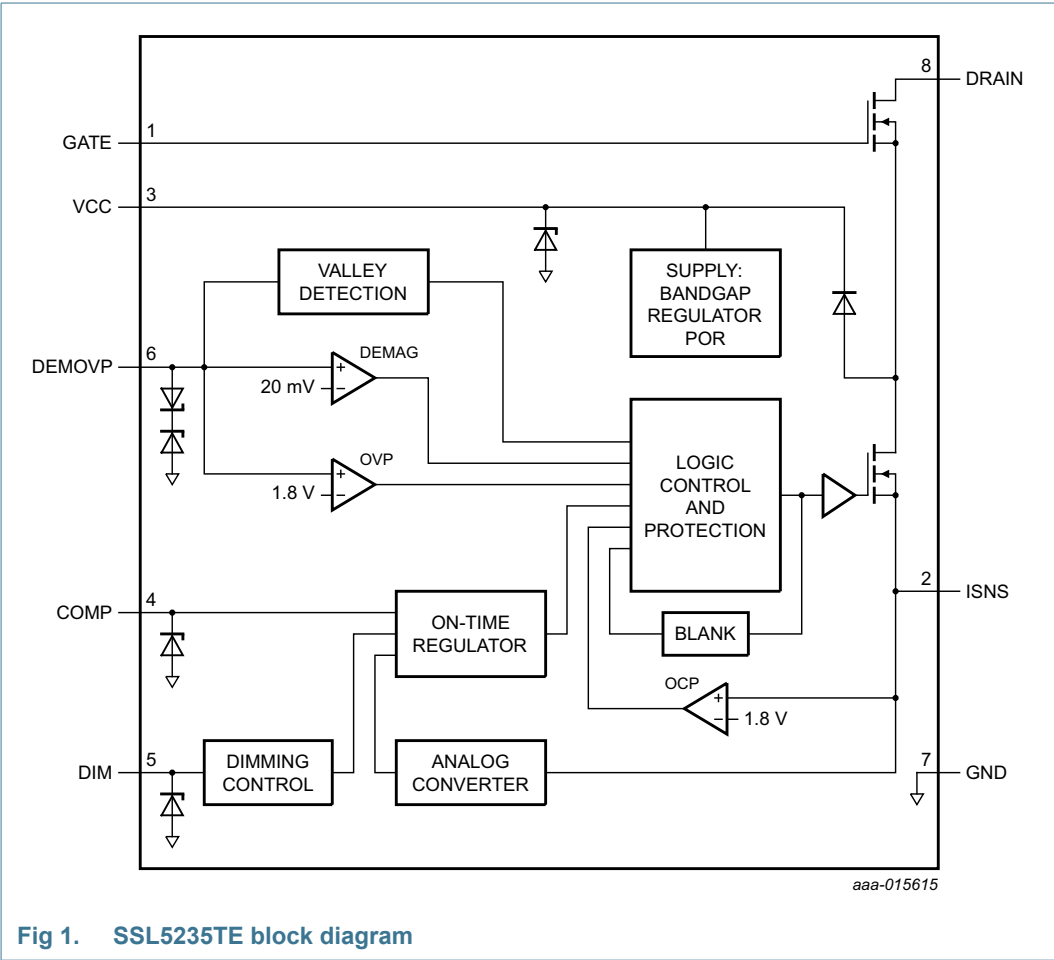 8
DRAIN
1
GATE
3
VCC
VALLEY
DETECTION
SUPPLY:
BANDGAP
REGULATOR
POR
6
DEMOVP
DEMAG
+
20 mV
−
OVP
+
1.8 V
−
LOGIC
CONTROL
AND
PROTECTION
4
COMP
ON-TIME
REGULATOR
BLANK
2
ISNS
OCP
+
−
1.8 V
5
DIM
DIMMING
CONTROL
ANALOG
CONVERTER
7
GND
aaa-015615
Fig 1. SSL5235TE block diagram